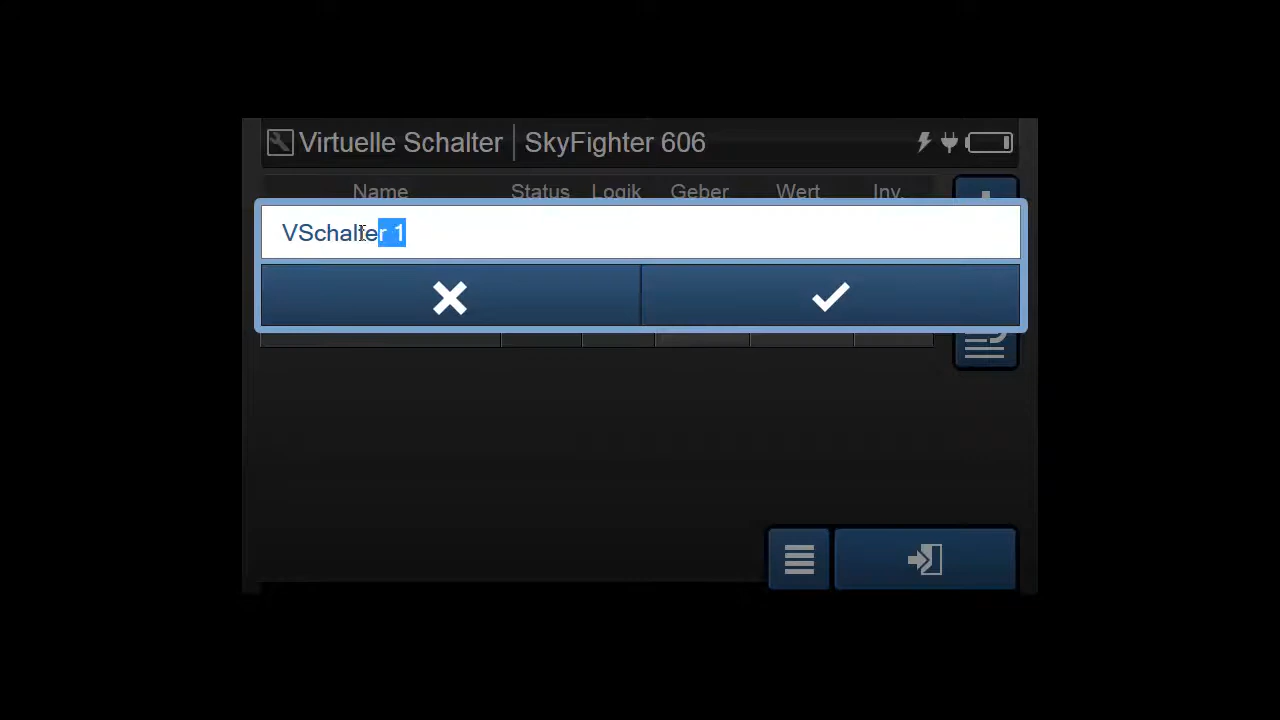 Virtuelle Schalter | SkyFighter 606
Name Status Logik Geber Wert Inv.
VSchalter 1